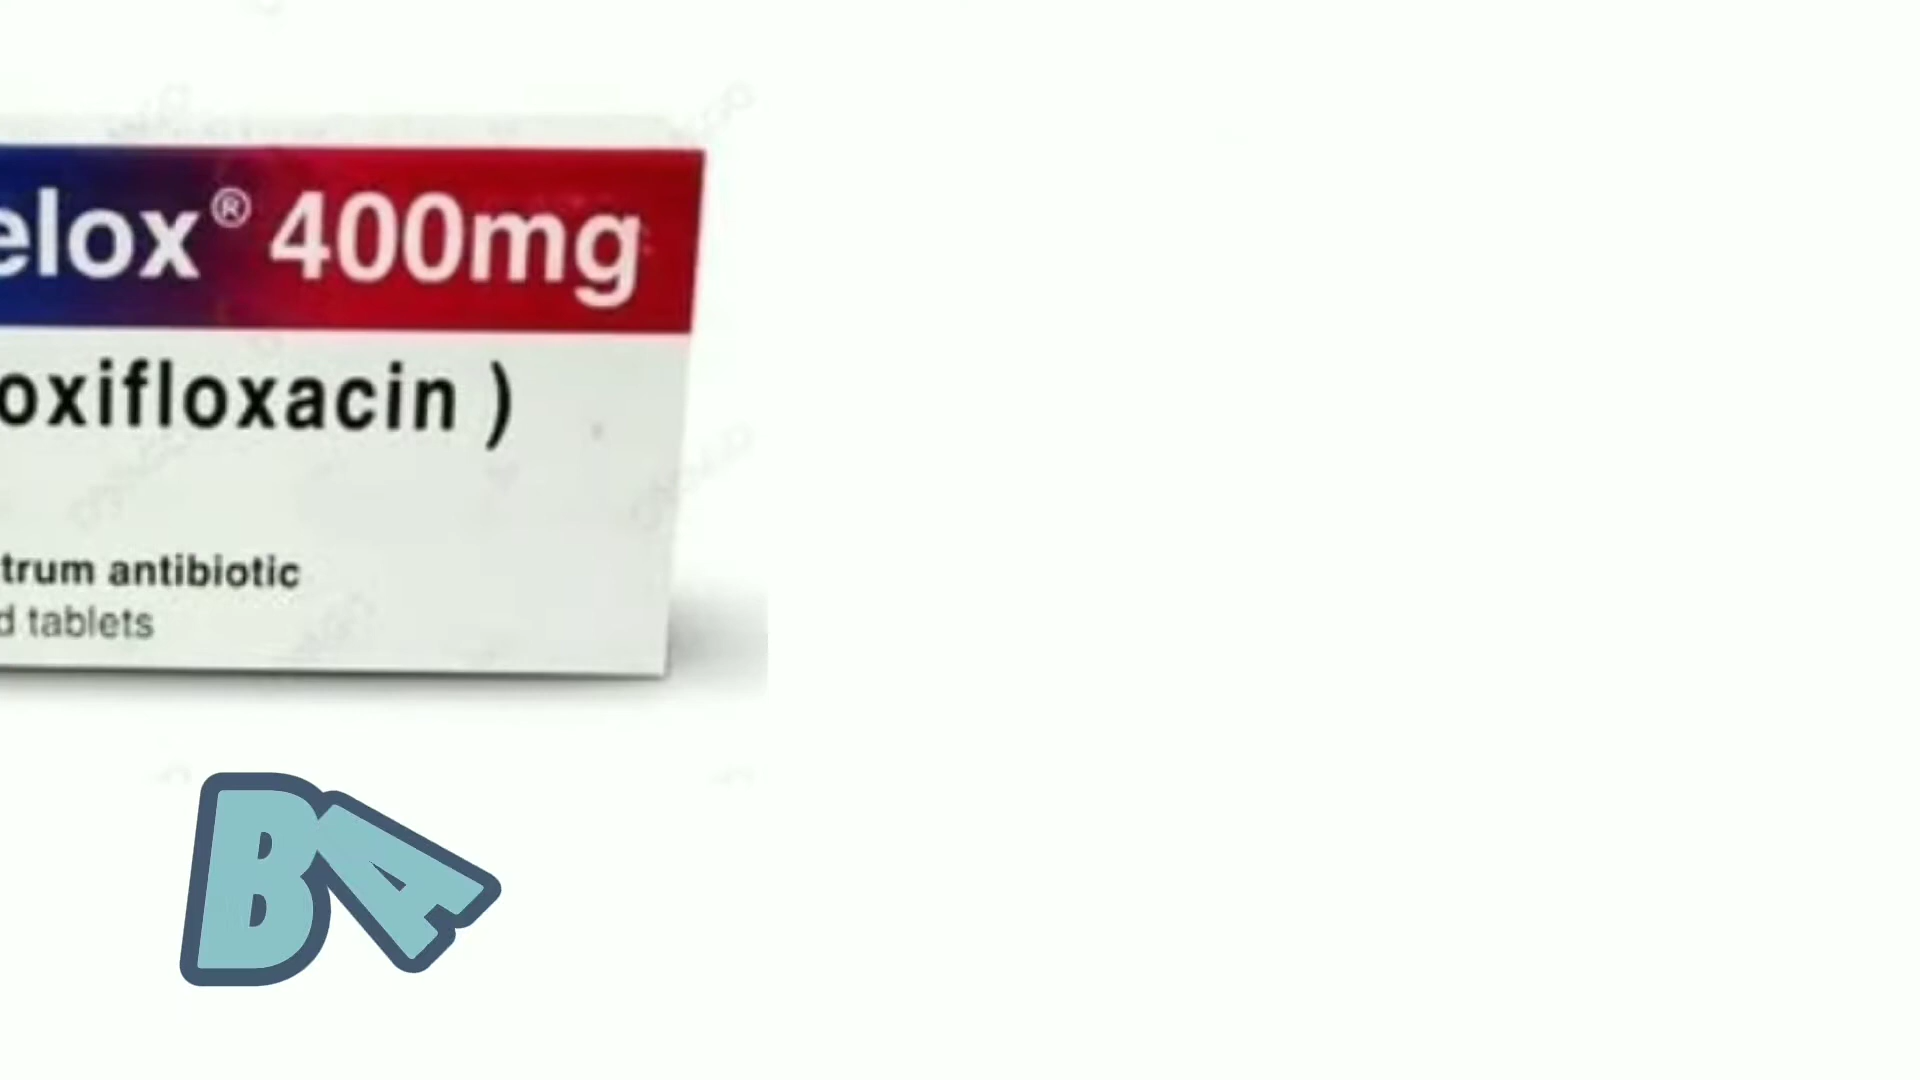 elox® 400mg
oxifloxacin )
trum antibiotic
d tablets
BA